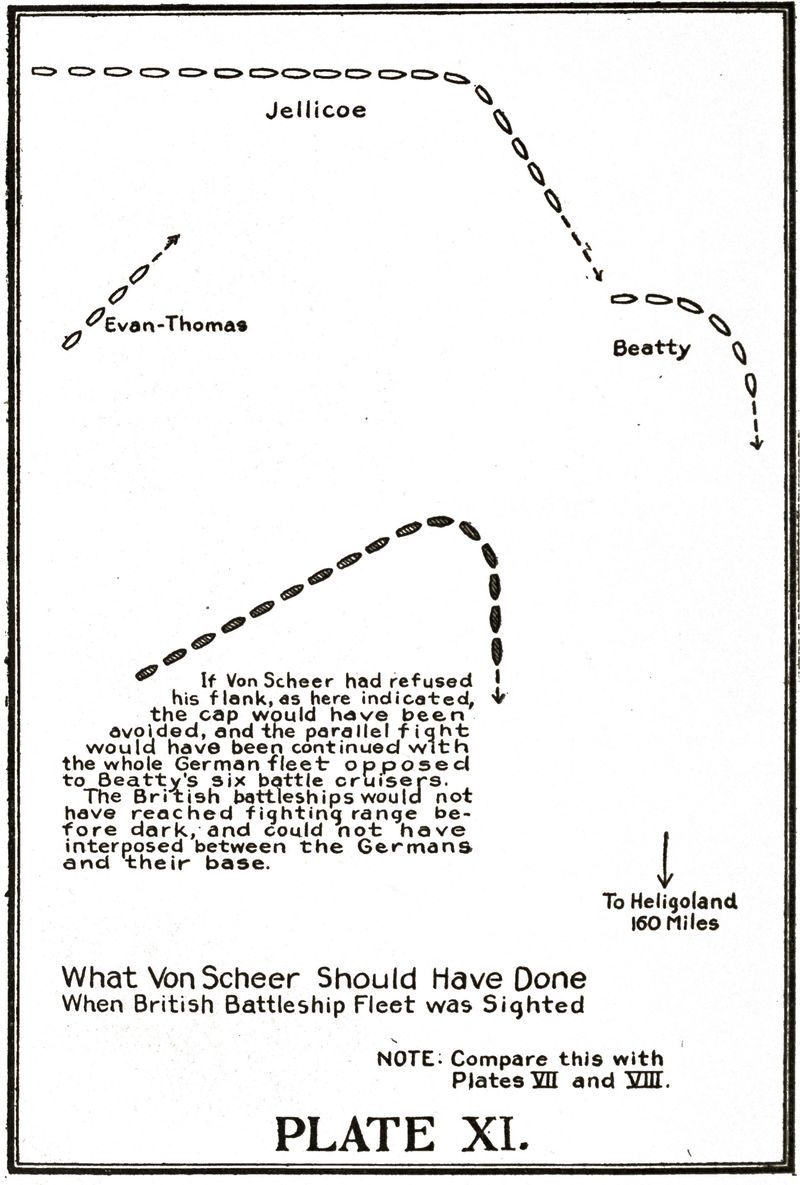 Jellicoe
Evan-Thomas
Beatty
If Von Scheer had refused
his flank, as here indicated,
the cap would have been
avoided, and the parallel fight
would have been continued with
the whole German fleet opposed
to Beatty's six battle cruisers.
The British battleships would not
have reached fighting range be-
fore dark, and could not have
interposed between the Germans
and their base.
To Heligoland
160 Miles
What Von Scheer Should Have Done
When British Battleship Fleet was Sighted
NOTE: Compare this with
Plates VII and VIII.
PLATE XI.